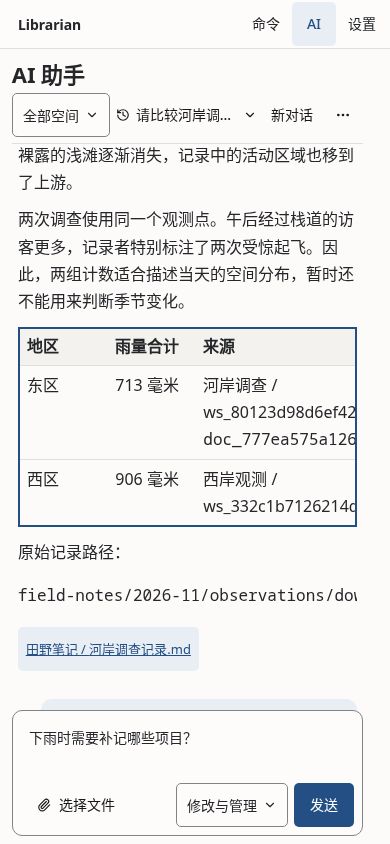 Librarian
命令
AI
设置
AI 助手
全部空间
请比较河岸调...
新对话
裸露的浅滩逐渐消失，记录中的活动区域也移到
了上游。
两次调查使用同一个观测点。午后经过栈道的访
客更多，记录者特别标注了两次受惊起飞。因
此，两组计数适合描述当天的空间分布，暂时还
不能用来判断季节变化。
地区 雨量合计 来源
东区 713 毫米 河岸调查 /
ws_80123d98d6ef42
doc_777ea575a126
西区 906 毫米 西岸观测 /
ws_332c1b7126214d
原始记录路径：
field-notes/2026-11/observations/dow
田野笔记 / 河岸调查记录.md
下雨时需要补记哪些项目？
选择文件
修改与管理
发送